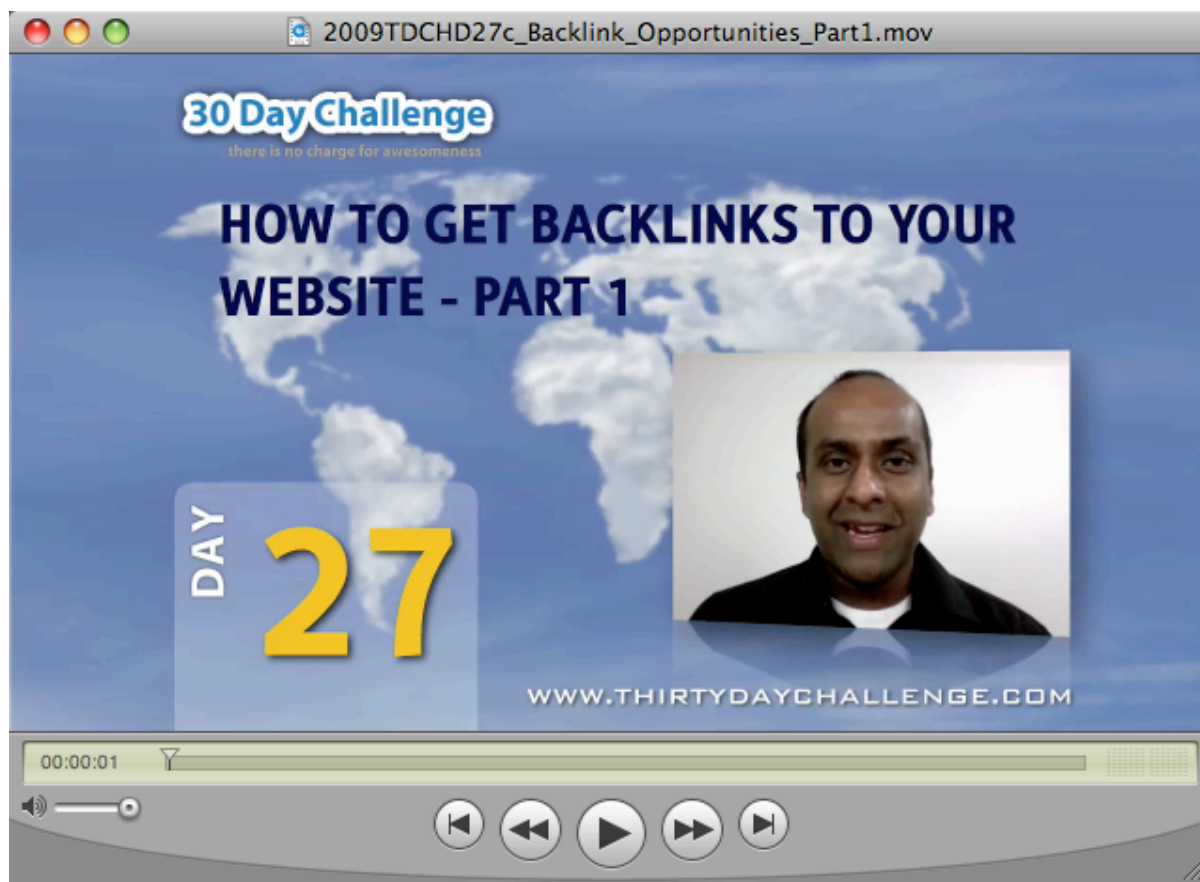 2009TDCHD27c_Backlink_Opportunities_Part1.mov
30 Day Challenge
there is no charge for awesomeness
HOW TO GET BACKLINKS TO YOUR
WEBSITE - PART 1
DAY
27
WWW.THIRTYDAYCHALLENGE.COM
00:00:01